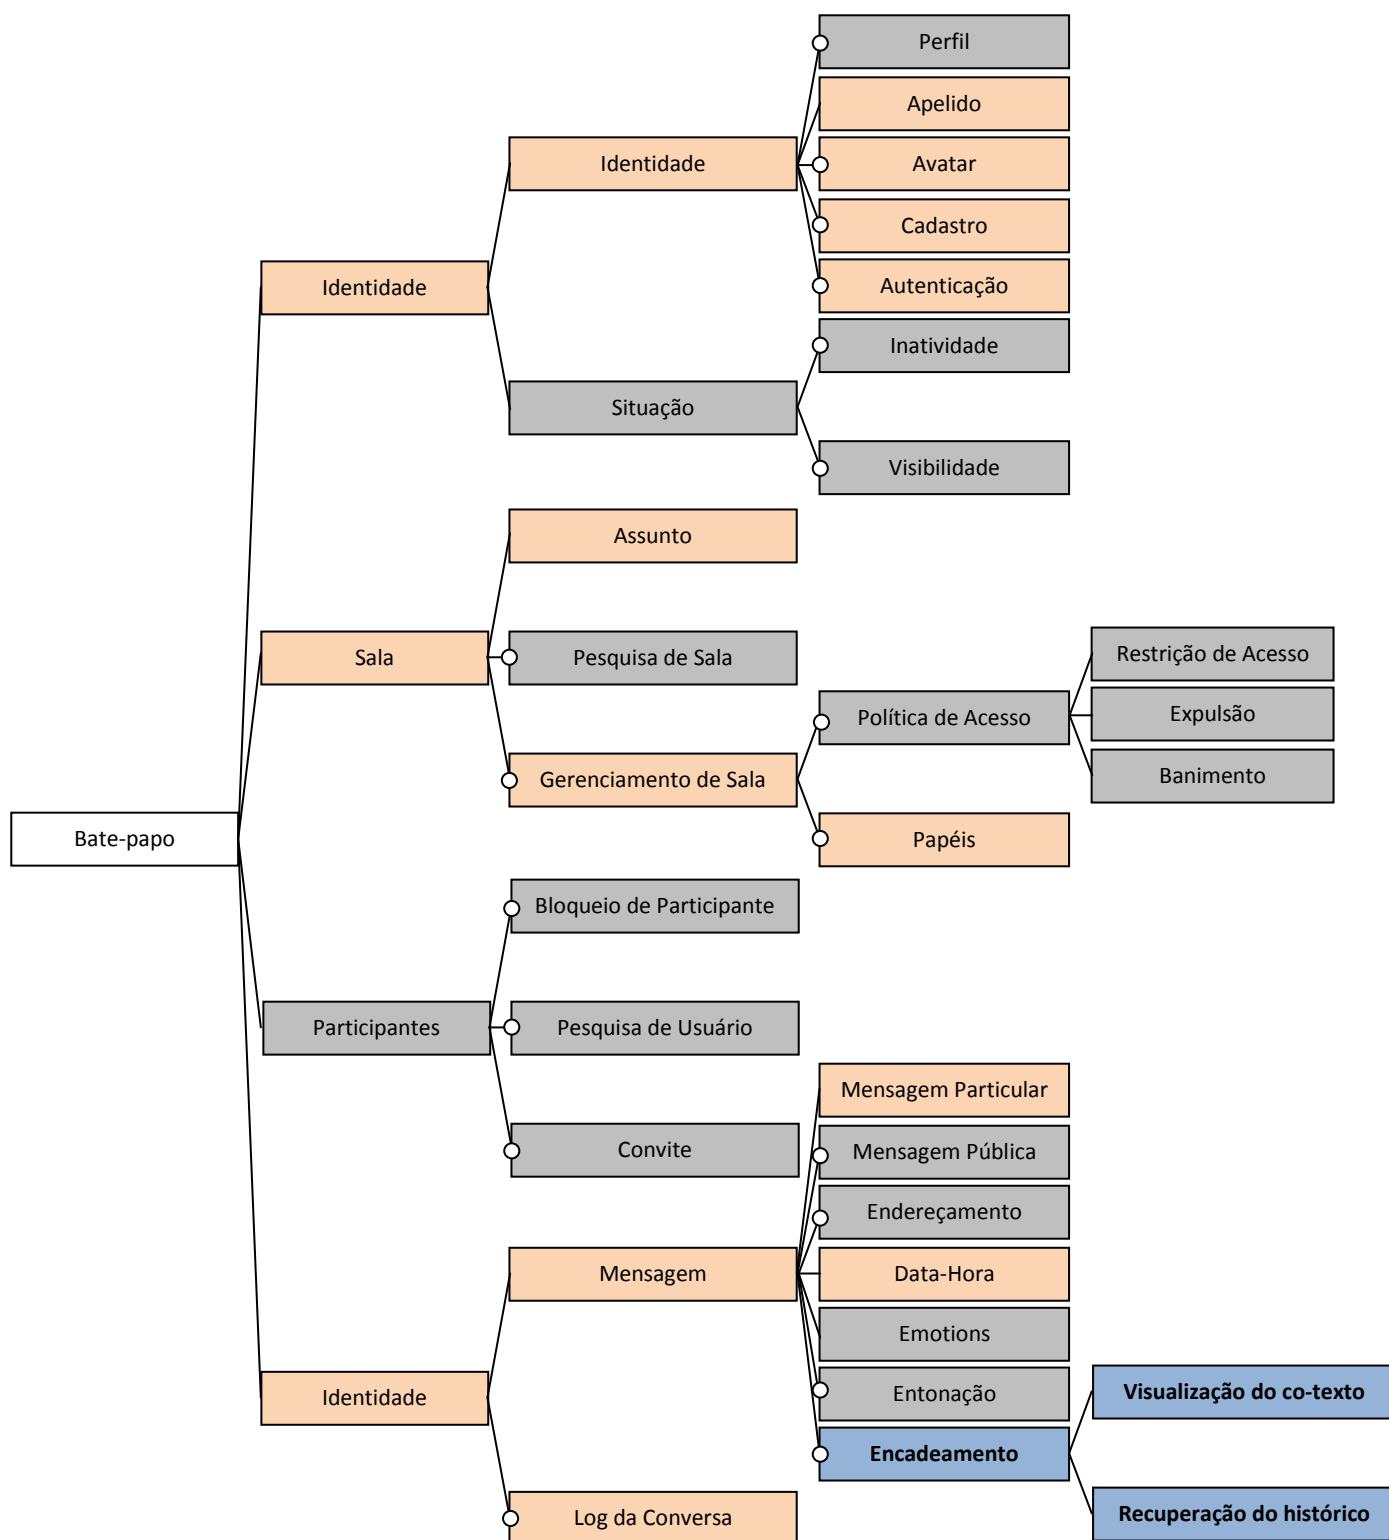 Perfil
Apelido
Identidade
Avatar
Cadastro
Identidade
Autenticação
Inatividade
Situação
Visibilidade
Assunto
Sala
Pesquisa de Sala
Restrição de Acesso
Política de Acesso
Expulsão
Gerenciamento de Sala
Banimento
Bate-papo
Papéis
Bloqueio de Participante
Participantes
Pesquisa de Usuário
Mensagem Particular
Convite
Mensagem Pública
Endereçamento
Mensagem
Data-Hora
Emotions
Identidade
Entonação
Visualização do co-texto
Encadeamento
Log da Conversa
Recuperação do histórico